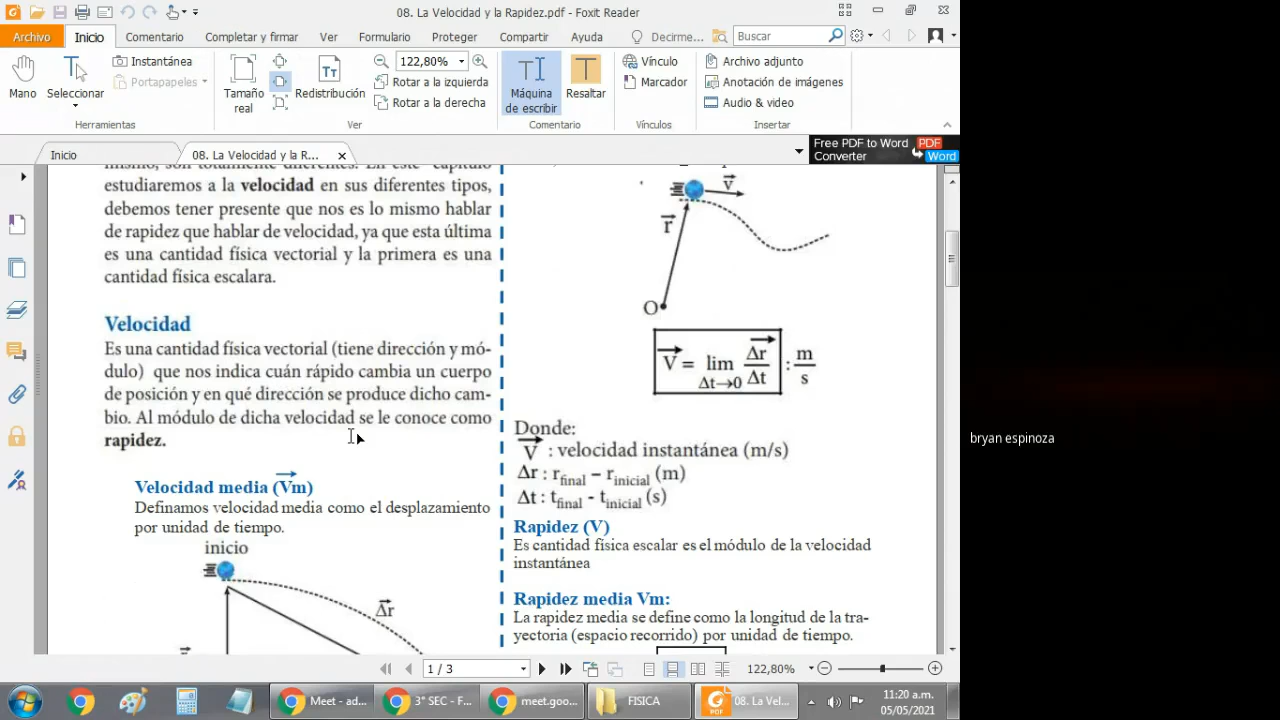 08. La Velocidad y la Rapidez.pdf - Foxit Reader
Archivo Inicio Comentario Completar y firmar Ver Formulario Proteger Compartir Ayuda Decirme... Buscar
Mano
Seleccionar
Instantánea
Portapapeles
Herramientas
Tamaño real
Redistribución
122,80%
Rotar a la izquierda
Rotar a la derecha
Ver
Máquina de escribir
Resaltar
Comentario
Vínculo
Marcador
Vínculos
Archivo adjunto
Anotación de imágenes
Audio & video
Insertar
Inicio
08. La Velocidad y la R...
Free PDF to Word
Converter
PDF
Word
estudiaremos a la velocidad en sus diferentes tipos,
debemos tener presente que nos es lo mismo hablar
de rapidez que hablar de velocidad, ya que esta última
es una cantidad física vectorial y la primera es una
cantidad física escalara.
Velocidad
Es una cantidad física vectorial (tiene dirección y mó-
dulo) que nos indica cuán rápido cambia un cuerpo
de posición y en qué dirección se produce dicho cam-
bio. Al módulo de dicha velocidad se le conoce como
rapidez.
Velocidad media (V⃗m)
Definamos velocidad media como el desplazamiento
por unidad de tiempo.
inicio
Δr⃗
v⃗
r⃗
O
V⃗ = lim Δt→0 Δr⃗/Δt : m/s
Donde:
V⃗ : velocidad instantánea (m/s)
Δr : rfinal – rinicial (m)
Δt : tfinal - tinicial (s)
Rapidez (V)
Es cantidad física escalar es el módulo de la velocidad
instantánea
Rapidez media Vm:
La rapidez media se define como la longitud de la tra-
yectoria (espacio recorrido) por unidad de tiempo.
1 / 3
122,80%
Meet - ad...
3° SEC - F...
meet.goo...
FISICA
08. La Vel...
11:20 a.m.
05/05/2021
bryan espinoza